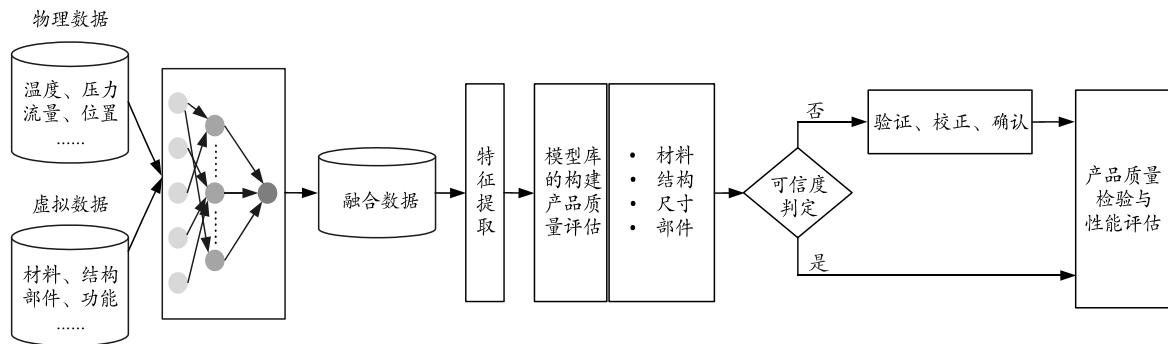 物理数据
温度、压力
流量、位置
……
虚拟数据
材料、结构
部件、功能
……
融合数据
特
征
提
取
模型库
的构建
产品质
量评估
• 材料
• 结构
• 尺寸
• 部件
可信度
判定
否
验证、校正、确认
是
产品质量
检验与
性能评估